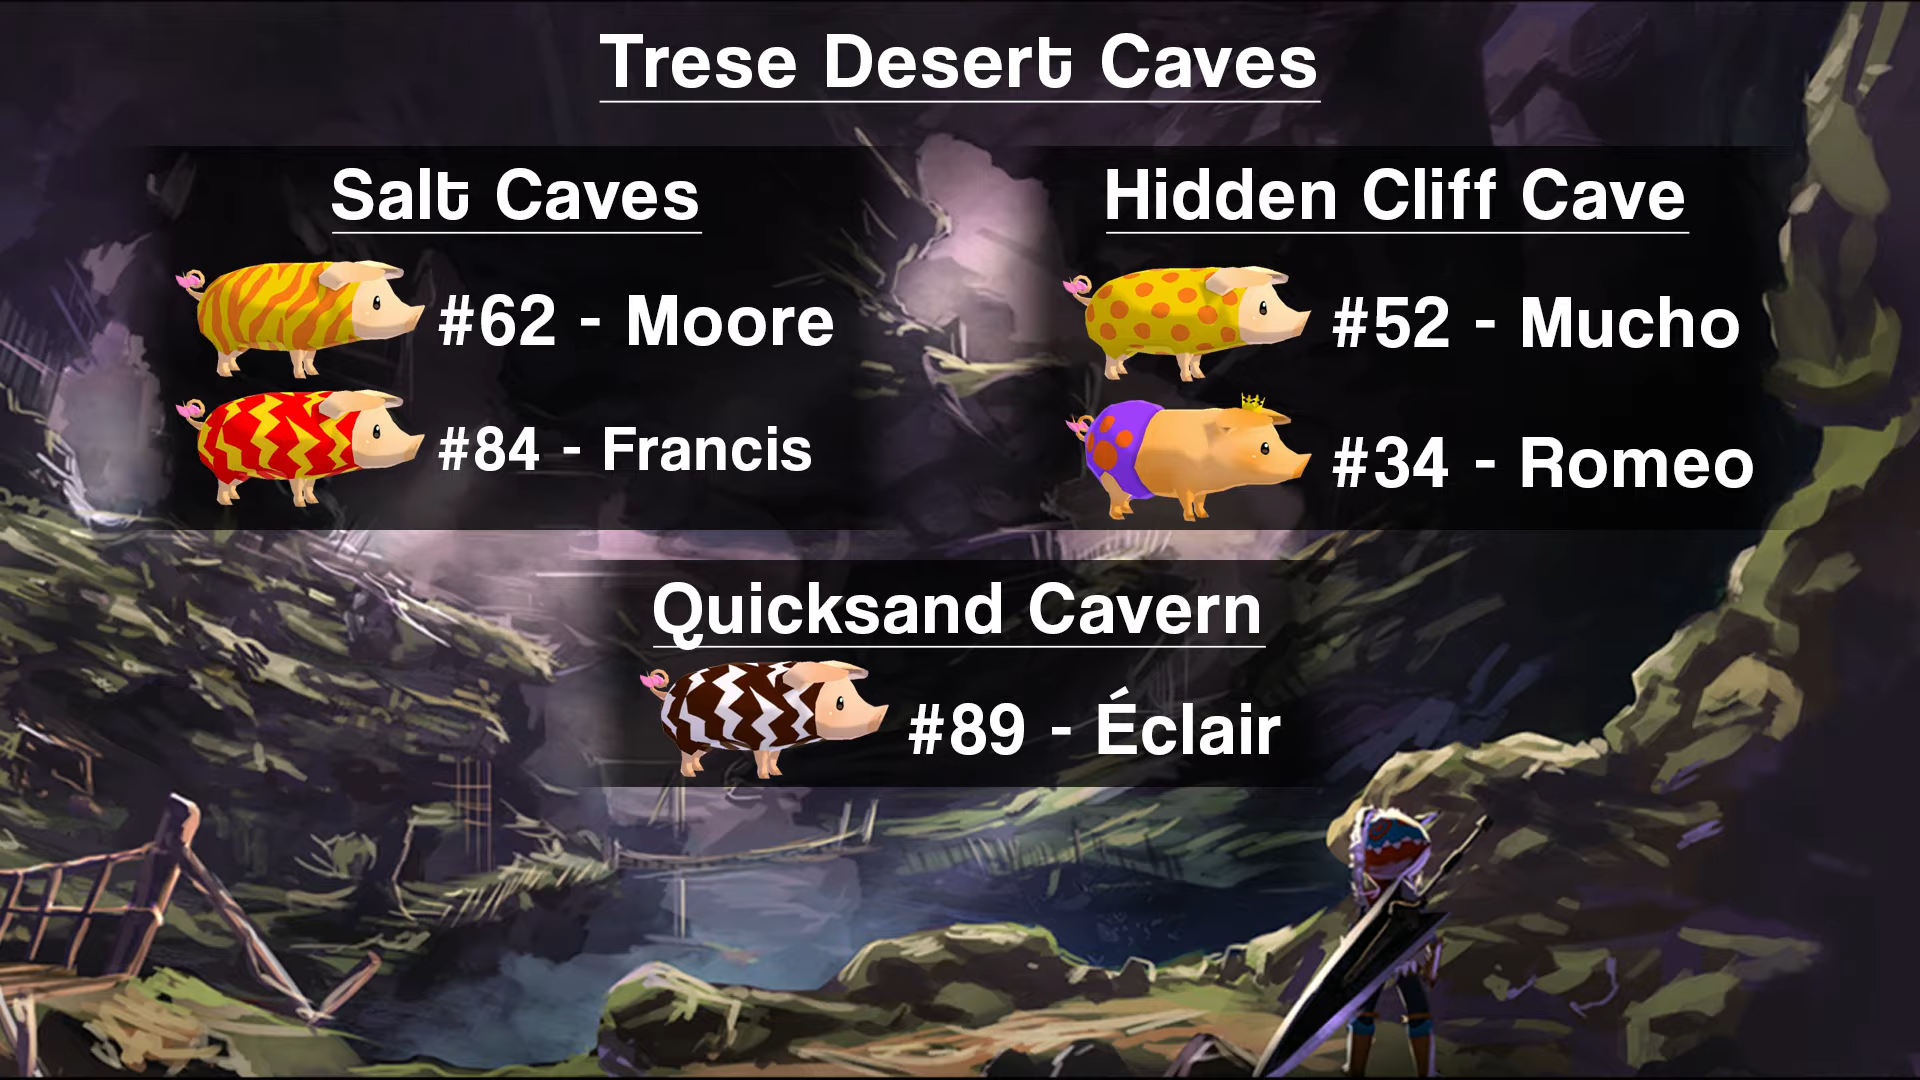 Trese Desert Caves
Salt Caves
#62 - Moore
#84 - Francis
Hidden Cliff Cave
#52 - Mucho
#34 - Romeo
Quicksand Cavern
#89 - Éclair